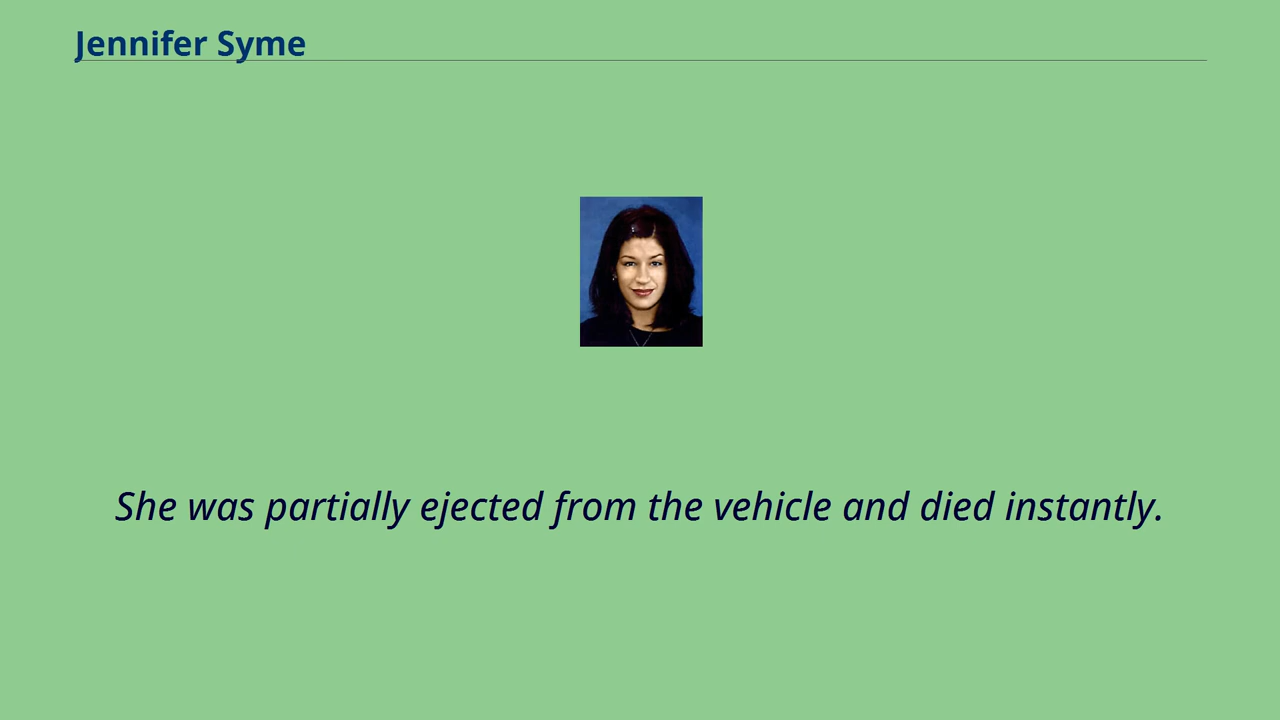 Jennifer Syme
She was partially ejected from the vehicle and died instantly.